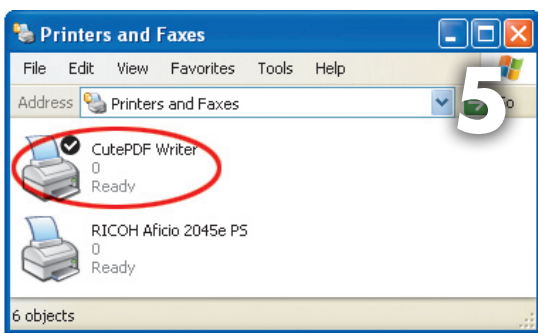 Printers and Faxes
File Edit View Favorites Tools Help
Address Printers and Faxes
5
CutePDF Writer
0
Ready
RICOH Aficio 2045e PS
0
Ready
6 objects